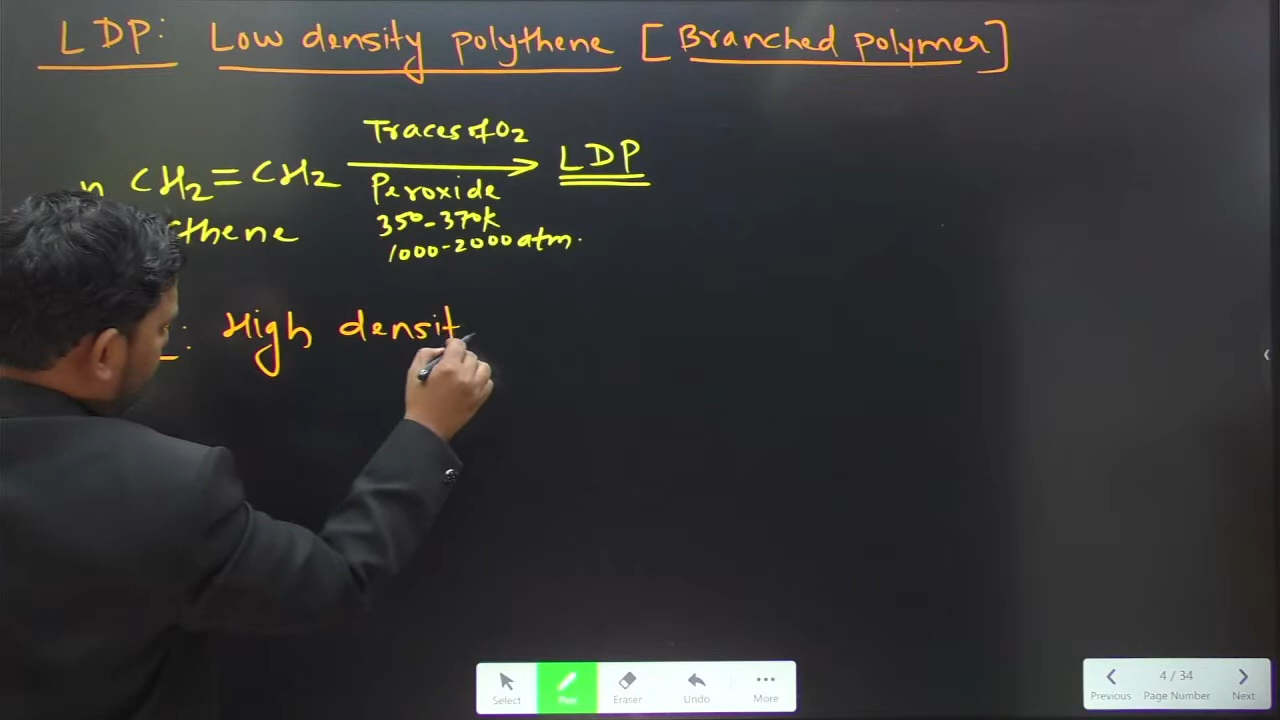 LDP: Low density polythene [Branched polymer]
Traces of O2
n CH2=CH2 LDP
Peroxide
350-370k
thene
1000-2000 atm.
: High densit
Select Pen Eraser Undo More
4 / 34
Previous Page Number Next